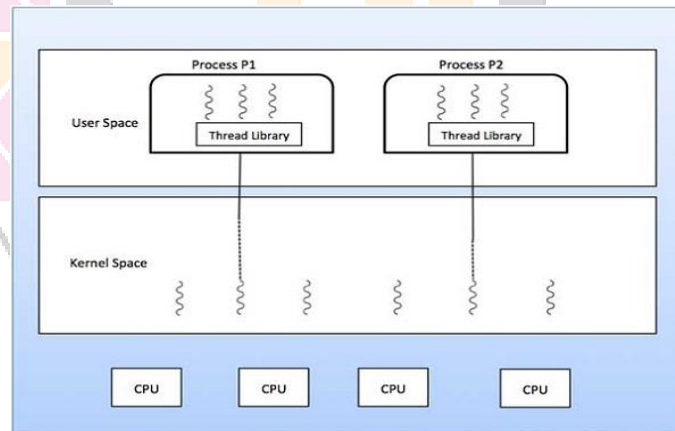 Process P1
Process P2
User Space
Thread Library
Thread Library
Kernel Space
CPU
CPU
CPU
CPU